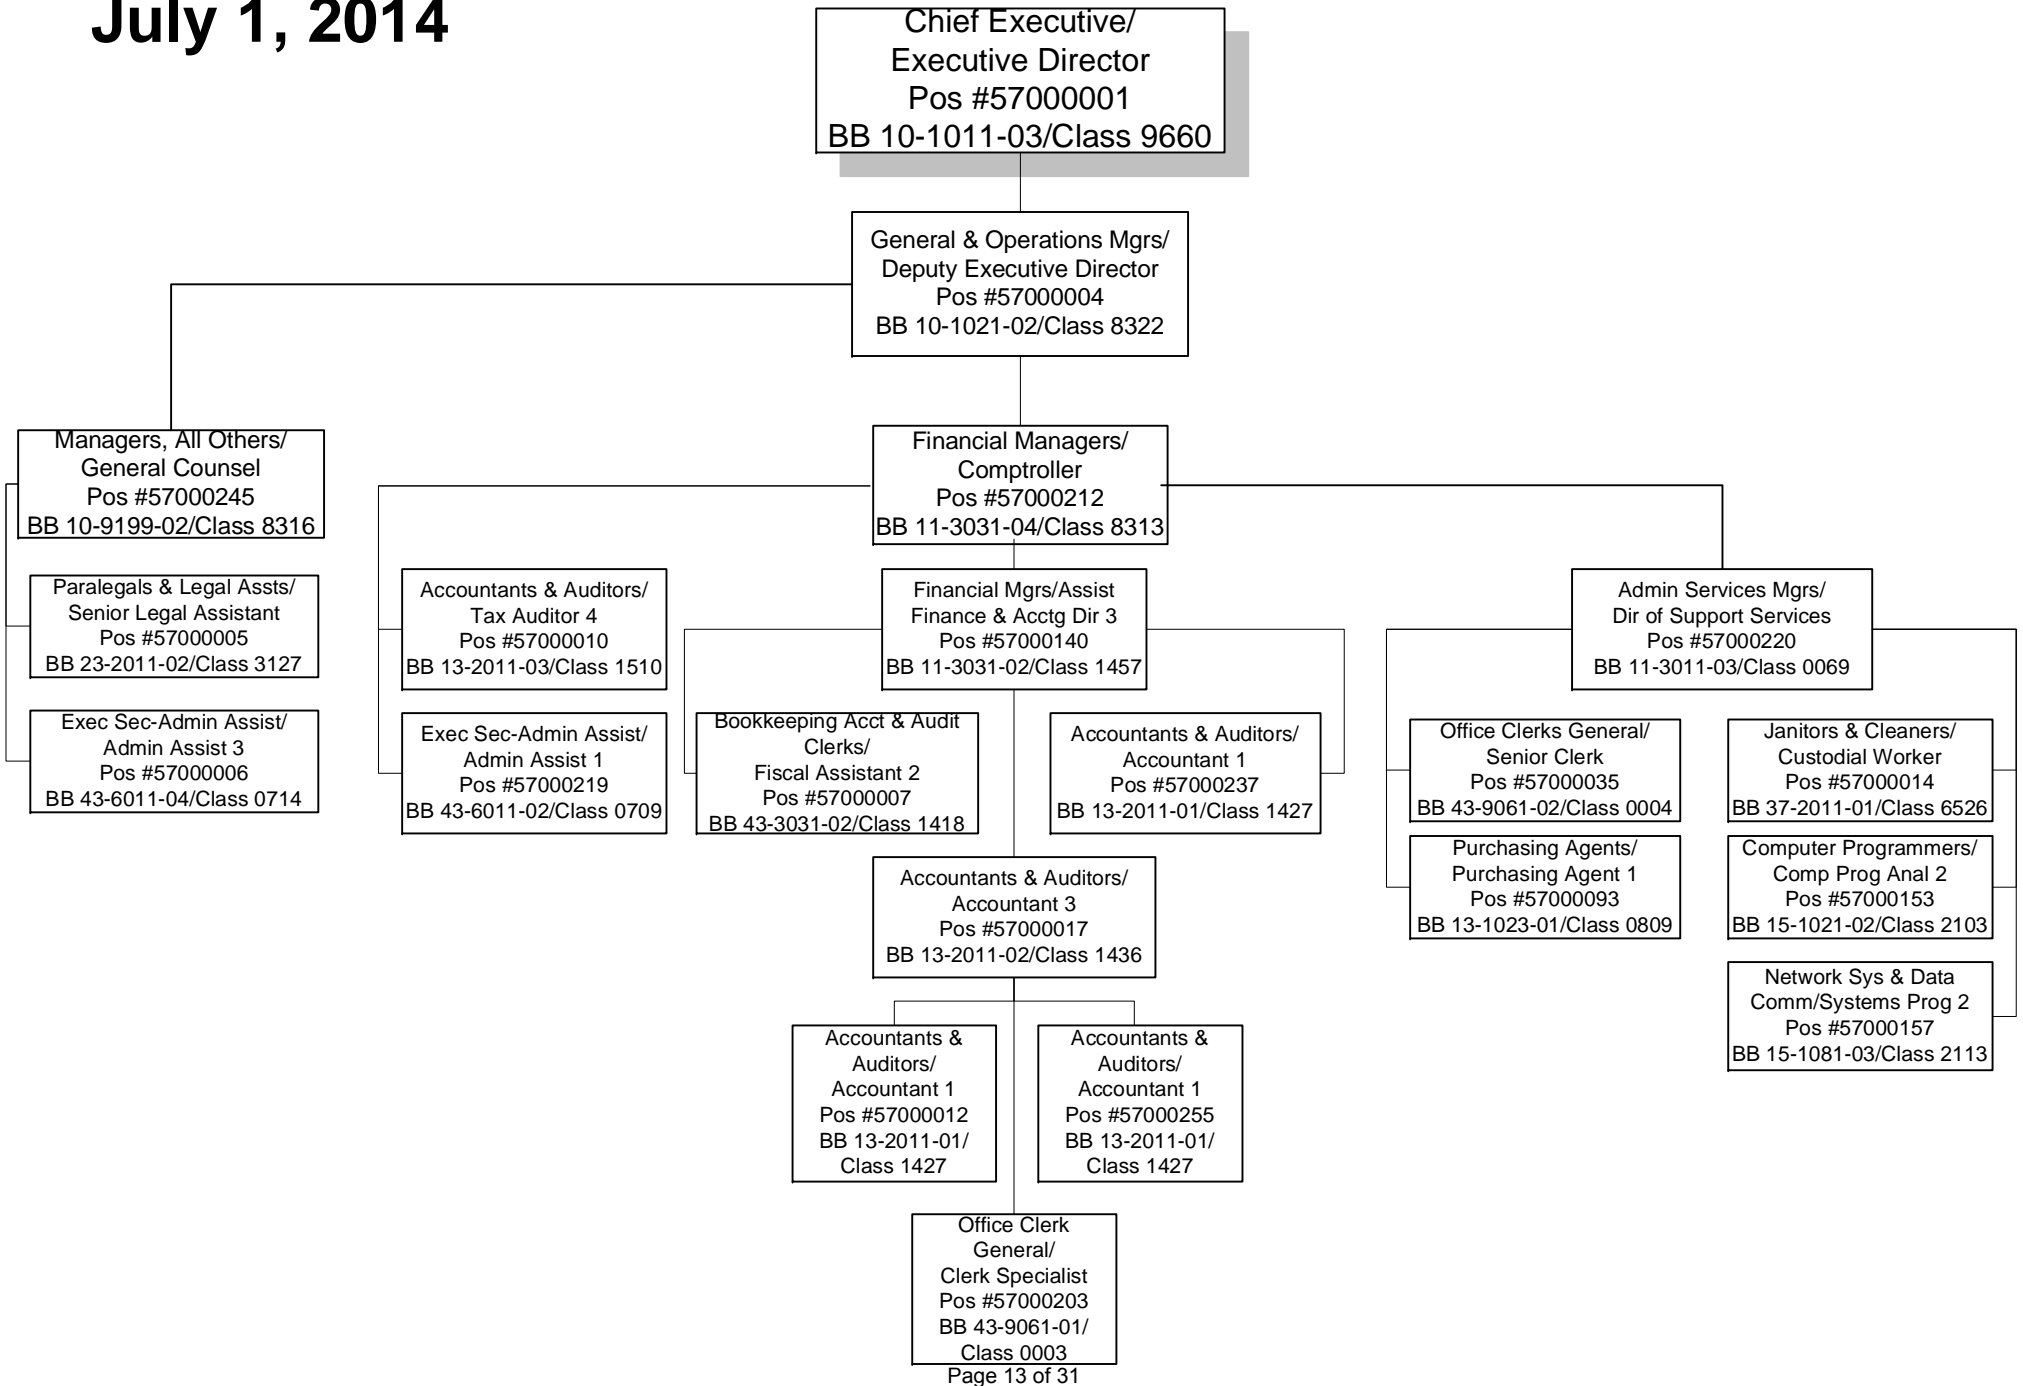 July 1, 2014
Chief Executive/
Executive Director
Pos #57000001
BB 10-1011-03/Class 9660
General & Operations Mgrs/
Deputy Executive Director
Pos #57000004
BB 10-1021-02/Class 8322
Managers, All Others/
General Counsel
Pos #57000245
BB 10-9199-02/Class 8316
Financial Managers/
Comptroller
Pos #57000212
BB 11-3031-04/Class 8313
Paralegals & Legal Assts/
Senior Legal Assistant
Pos #57000005
BB 23-2011-02/Class 3127
Accountants & Auditors/
Tax Auditor 4
Pos #57000010
BB 13-2011-03/Class 1510
Financial Mgrs/Assist
Finance & Acctg Dir 3
Pos #57000140
BB 11-3031-02/Class 1457
Admin Services Mgrs/
Dir of Support Services
Pos #57000220
BB 11-3011-03/Class 0069
Exec Sec-Admin Assist/
Admin Assist 3
Pos #57000006
BB 43-6011-04/Class 0714
Exec Sec-Admin Assist/
Admin Assist 1
Pos #57000219
BB 43-6011-02/Class 0709
Bookkeeping Acct & Audit
Clerks/
Fiscal Assistant 2
Pos #57000007
BB 43-3031-02/Class 1418
Accountants & Auditors/
Accountant 1
Pos #57000237
BB 13-2011-01/Class 1427
Office Clerks General/
Senior Clerk
Pos #57000035
BB 43-9061-02/Class 0004
Janitors & Cleaners/
Custodial Worker
Pos #57000014
BB 37-2011-01/Class 6526
Purchasing Agents/
Purchasing Agent 1
Pos #57000093
BB 13-1023-01/Class 0809
Computer Programmers/
Comp Prog Anal 2
Pos #57000153
BB 15-1021-02/Class 2103
Accountants & Auditors/
Accountant 3
Pos #57000017
BB 13-2011-02/Class 1436
Network Sys & Data
Comm/Systems Prog 2
Pos #57000157
BB 15-1081-03/Class 2113
Accountants &
Auditors/
Accountant 1
Pos #57000012
BB 13-2011-01/
Class 1427
Accountants &
Auditors/
Accountant 1
Pos #57000255
BB 13-2011-01/
Class 1427
Office Clerk
General/
Clerk Specialist
Pos #57000203
BB 43-9061-01/
Class 0003
Page 13 of 31